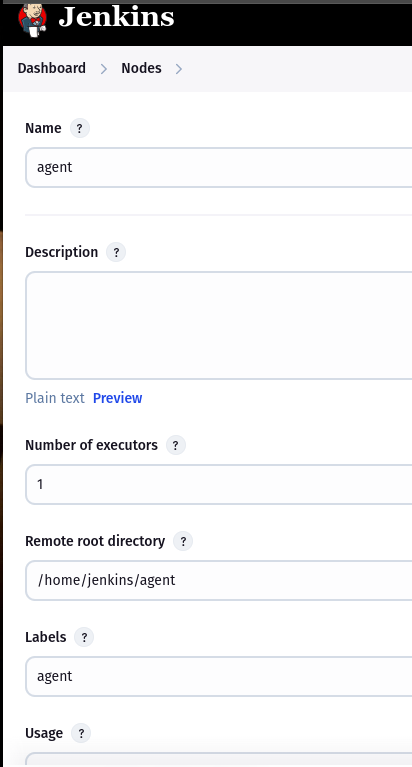 Jenkins
Dashboard > Nodes >
Name ?
agent
Description ?
Plain text Preview
Number of executors ?
1
Remote root directory ?
/home/jenkins/agent
Labels ?
agent
Usage ?